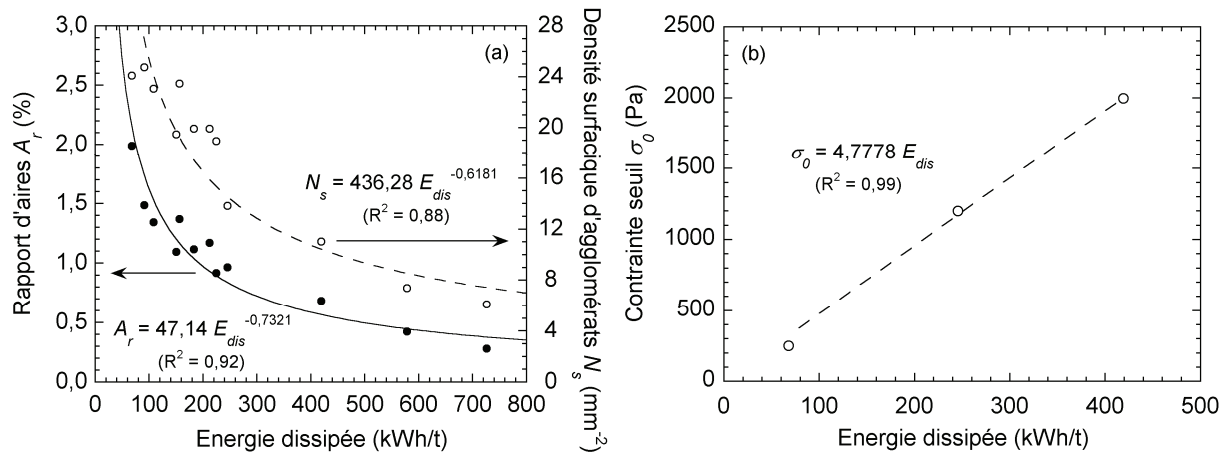 (a)
3,0
2,5
2,0
1,5
1,0
0,5
0,0
Rapport d'aires A_r (%)
28
24
20
16
12
8
4
0
Densité surfacique d'agglomérats N_s (mm^-2)
N_s = 436,28 E_dis^-0,6181
(R^2 = 0,88)
A_r = 47,14 E_dis^-0,7321
(R^2 = 0,92)
0 100 200 300 400 500 600 700 800
Energie dissipée (kWh/t)
(b)
2500
2000
1500
1000
500
0
Contrainte seuil σ_0 (Pa)
σ_0 = 4,7778 E_dis
(R^2 = 0,99)
0 100 200 300 400 500
Energie dissipée (kWh/t)